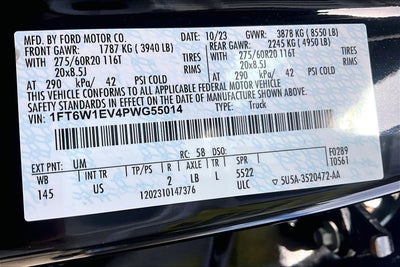 MFD. BY FORD MOTOR CO. 10/23 GVWR: 3878 KG ( 8550 LB)
FRONT GAWR: 1787 KG ( 3940 LB) REAR GAWR: 2245 KG ( 4950 LB)
WITH 275/60R20 116T TIRES WITH 275/60R20 116T TIRES
20x8.5J RIMS 20x8.5J RIMS
AT 290 kPa/ 42 PSI COLD AT 290 kPa/ 42 PSI COLD
THIS VEHICLE CONFORMS TO ALL APPLICABLE FEDERAL MOTOR VEHICLE
SAFETY STANDARDS IN EFFECT ON THE DATE OF MANUFACTURE SHOWN ABOVE.
VIN: 1FT6W1EV4PWG55014 TYPE: Truck
EXT PNT: UM RC: 58 DSO: F0289
WB TP/PS R AXLE TR SPR T0561
145 US 2 LB L 5522
120231014737​6 ULC 5U5A-3520472-AA